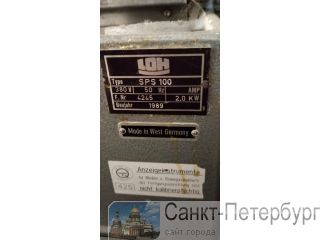 LOH
Type SPS 100
380 V 50 Hz AMP
F. Nr 4245 2,0 KW
Baujahr 1989
Made in West Germany
Anzeigeinstrumente
nicht kalibrierpflichtig
Санкт-Петербург
сайт города